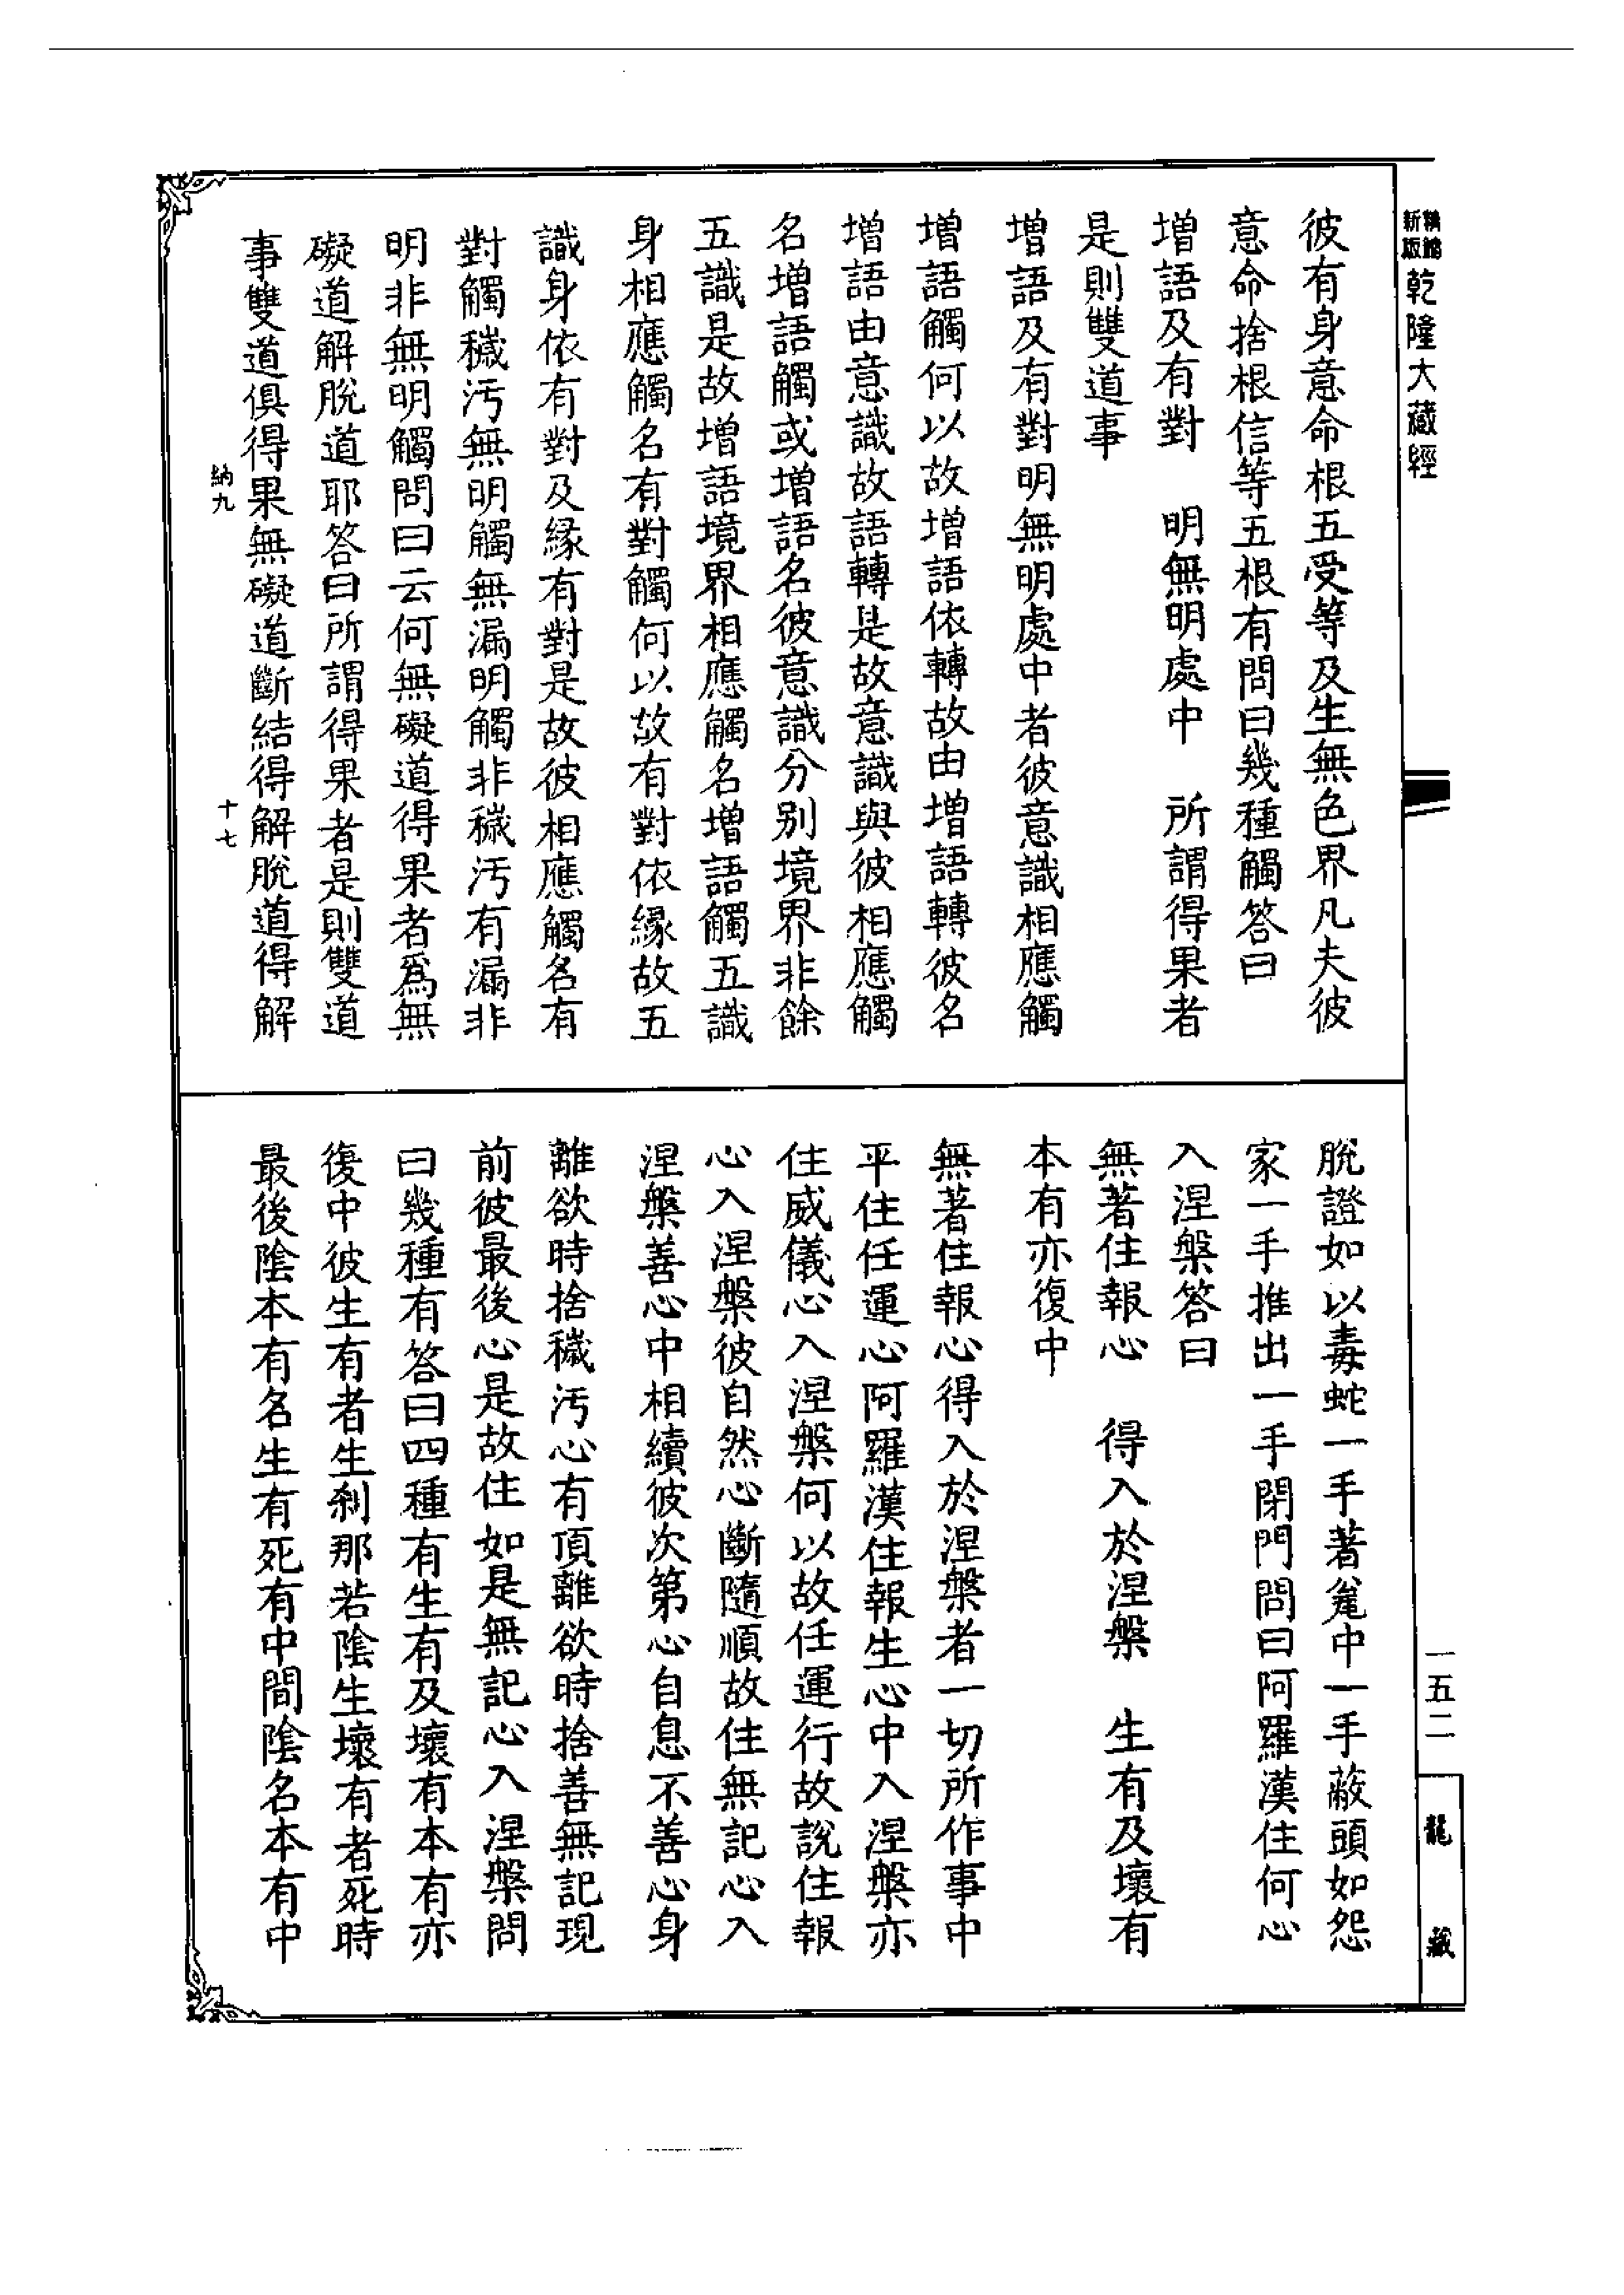 新版 精縮 乾隆大藏經
彼有身意命根五受等及生無色界凡夫彼
意命捨根信等五根有問曰幾種觸答曰
增語及有對　明無明處中　所謂得果者
是則雙道事
增語及有對明無明處中者彼意識相應觸
增語觸何以故增語依轉故由增語轉彼名
增語由意識故語轉是故意識與彼相應觸
名增語觸或增語名彼意識分別境界非餘
五識是故增語境界相應觸名增語觸五識
身相應觸名有對觸何以故有對依緣故五
識身依有對及緣有對是故彼相應觸名有
對觸穢污無明觸無漏明觸非穢污有漏非
明非無明觸問曰云何無礙道得果者爲無
礙道解脫道耶答曰所謂得果者是則雙道
事雙道俱得果無礙道斷結得解脫道得解
納九　十七
脫證如以毒蛇一手著瓮中一手蔽頭如怨
家一手推出一手閉門問曰阿羅漢住何心
入涅槃答曰
無著住報心　得入於涅槃　生有及壞有
本有亦復中
無著住報心得入於涅槃者一切所作事中
平住任運心阿羅漢住報生心中入涅槃亦
住威儀心入涅槃何以故任運行故說住報
心入涅槃彼自然心斷隨順故住無記心入
涅槃善心中相續彼次第心自息不善心身
離欲時捨穢污心有頂離欲時捨善無記現
前彼最後心是故住如是無記心入涅槃問
曰幾種有答曰四種有生有及壞有本有亦
復中彼生有者生刹那若陰生壞有者死時
最後陰本有名生有死有中間陰名本有中
一五二
龍藏